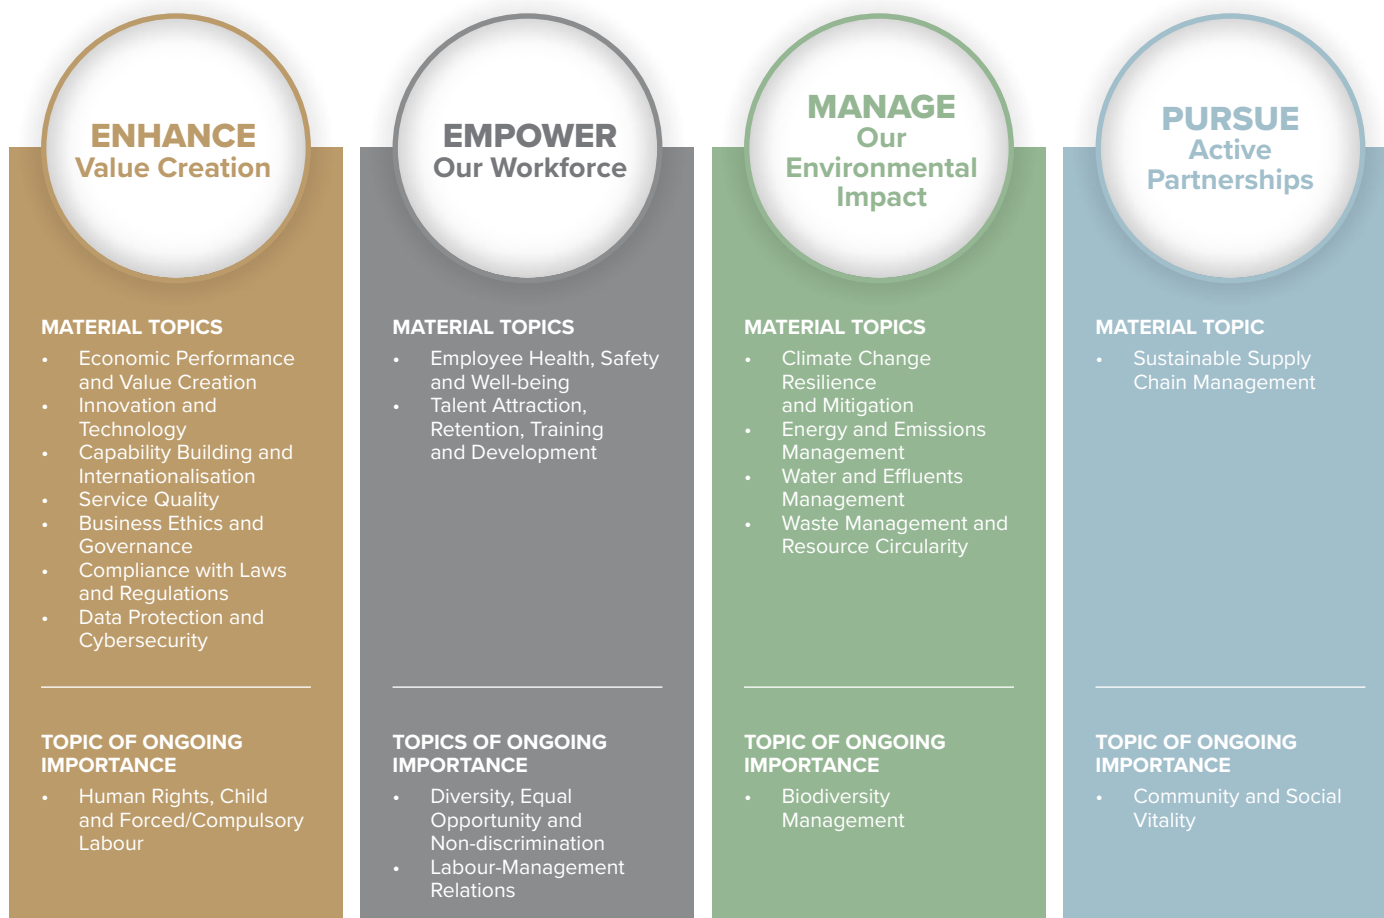 ENHANCE
Value Creation
MATERIAL TOPICS
• Economic Performance
and Value Creation
• Innovation and
Technology
• Capability Building and
Internationalisation
• Service Quality
• Business Ethics and
Governance
• Compliance with Laws
and Regulations
• Data Protection and
Cybersecurity
TOPIC OF ONGOING
IMPORTANCE
• Human Rights, Child
and Forced/Compulsory
Labour
EMPOWER
Our Workforce
MATERIAL TOPICS
• Employee Health, Safety
and Well-being
• Talent Attraction,
Retention, Training
and Development
TOPICS OF ONGOING
IMPORTANCE
• Diversity, Equal
Opportunity and
Non-discrimination
• Labour-Management
Relations
MANAGE
Our
Environmental
Impact
MATERIAL TOPICS
• Climate Change
Resilience
and Mitigation
• Energy and Emissions
Management
• Water and Effluents
Management
• Waste Management and
Resource Circularity
TOPIC OF ONGOING
IMPORTANCE
• Biodiversity
Management
PURSUE
Active
Partnerships
MATERIAL TOPIC
• Sustainable Supply
Chain Management
TOPIC OF ONGOING
IMPORTANCE
• Community and Social
Vitality